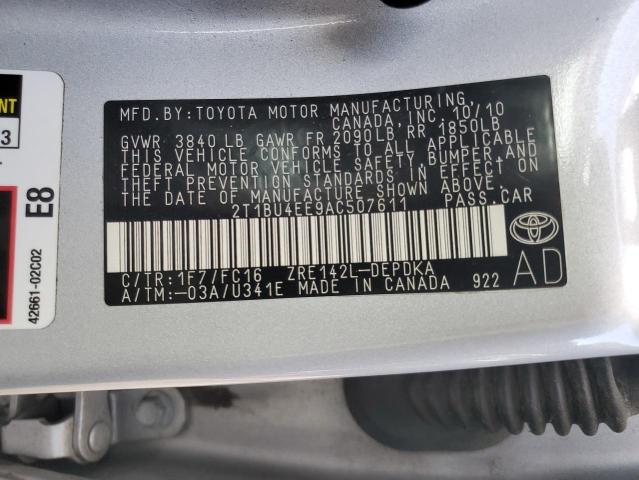 MFD. BY: TOYOTA MOTOR MANUFACTURING,
CANADA, INC. 10/10
GVWR 3840 LB GAWR FR 2090LB, RR 1850LB
THIS VEHICLE CONFORMS TO ALL APPLICABLE
FEDERAL MOTOR VEHICLE SAFETY, BUMPER, AND
THEFT PREVENTION STANDARDS IN EFFECT ON
THE DATE OF MANUFACTURE SHOWN ABOVE.
2T1BU4EE9AC507611 PASS. CAR
C/TR: 1F7/FC16 ZRE142L-DEPDKA
A/TM:-03A/U341E MADE IN CANADA 922
AD
E8
42661-02C02
NT
3